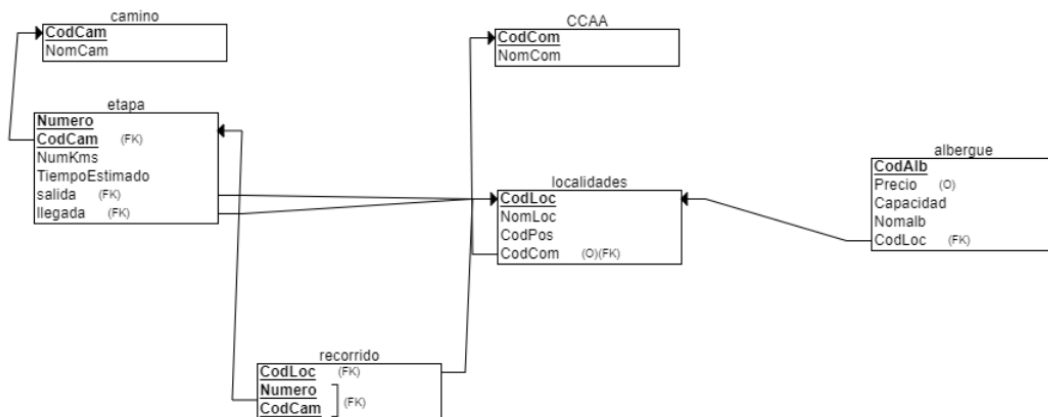 camino
CodCam
NomCam
CCAA
CodCom
NomCom
etapa
Numero
CodCam (FK)
NumKms
TiempoEstimado
salida (FK)
llegada (FK)
localidades
CodLoc
NomLoc
CodPos
CodCom (O)(FK)
albergue
CodAlb
Precio (O)
Capacidad
Nomalb
CodLoc (FK)
recorrido
CodLoc (FK)
Numero
CodCam (FK)